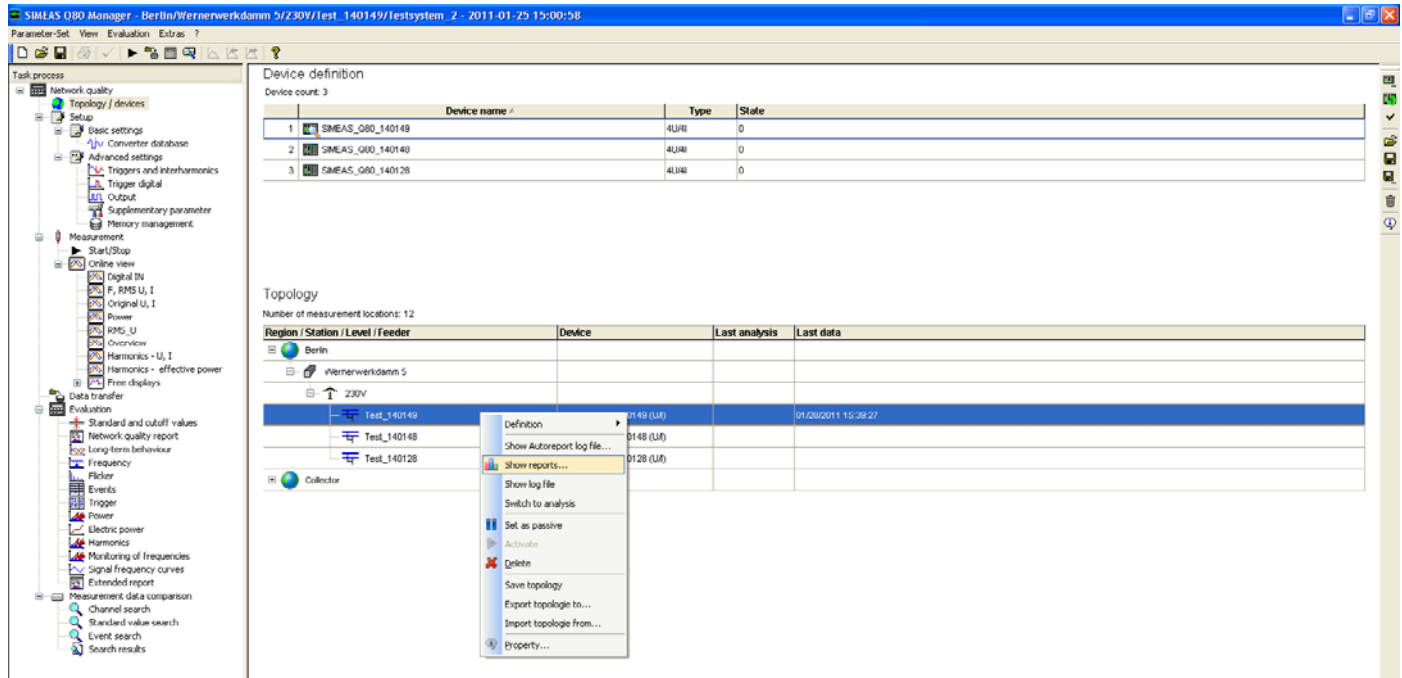 SIMEAS Q80 Manager - Berlin/Wernerwerkdamm 5/230V/Test_140149/Testsystem_2 - 2011-01-25 15:00:58
Parameter-Set View Evaluation Extras ?
Task process
Network quality
Topology / devices
Setup
Basic settings
Converter database
Advanced settings
Triggers and interharmonics
Trigger digital
Output
Supplementary parameter
Memory management
Measurement
Start/Stop
Online view
Digital IN
F, RMS U, I
Original U, I
Power
RMS_U
Overview
Harmonics - U, I
Harmonics - effective power
Free displays
Data transfer
Evaluation
Standard and cutoff values
Network quality report
Long-term behaviour
Frequency
Flicker
Events
Trigger
Power
Electric power
Harmonics
Monitoring of frequencies
Signal frequency curves
Extended report
Measurement data comparison
Channel search
Standard value search
Event search
Search results
Device definition
Device count: 3
Device name Type State
1 SIMEAS_Q80_140149 4U/4I 0
2 SIMEAS_Q80_140148 4U/4I 0
3 SIMEAS_Q80_140128 4U/4I 0
Topology
Number of measurement locations: 12
Region / Station / Level / Feeder Device Last analysis Last data
Berlin
Wernerwerkdamm 5
230V
Test_140149 0149 (U/I) 01/28/2011 15:39:27
Test_140148 0148 (U/I)
Test_140128 0128 (U/I)
Collector
Definition
Show Autoreport log file...
Show reports...
Show log file
Switch to analysis
Set as passive
Activate
Delete
Save topology
Export topologie to...
Import topologie from...
Property...